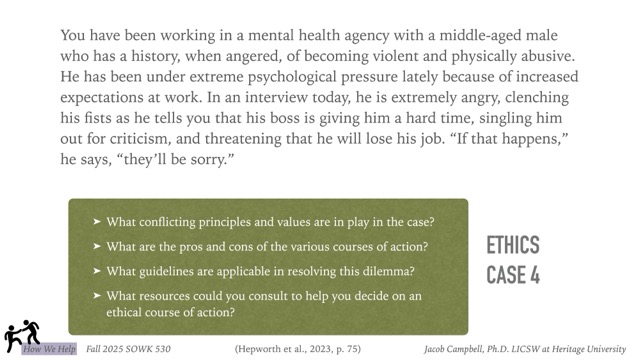 You have been working in a mental health agency with a middle-aged male
who has a history, when angered, of becoming violent and physically abusive.
He has been under extreme psychological pressure lately because of increased
expectations at work. In an interview today, he is extremely angry, clenching
his fists as he tells you that his boss is giving him a hard time, singling him
out for criticism, and threatening that he will lose his job. “If that happens,”
he says, “they’ll be sorry.”
➤ What conflicting principles and values are in play in the case?
➤ What are the pros and cons of the various courses of action?
➤ What guidelines are applicable in resolving this dilemma?
➤ What resources could you consult to help you decide on an
ethical course of action?
ETHICS
CASE 4
How We Help
Fall 2025 SOWK 530
(Hepworth et al., 2023, p. 75)
Jacob Campbell, Ph.D. LICSW at Heritage University